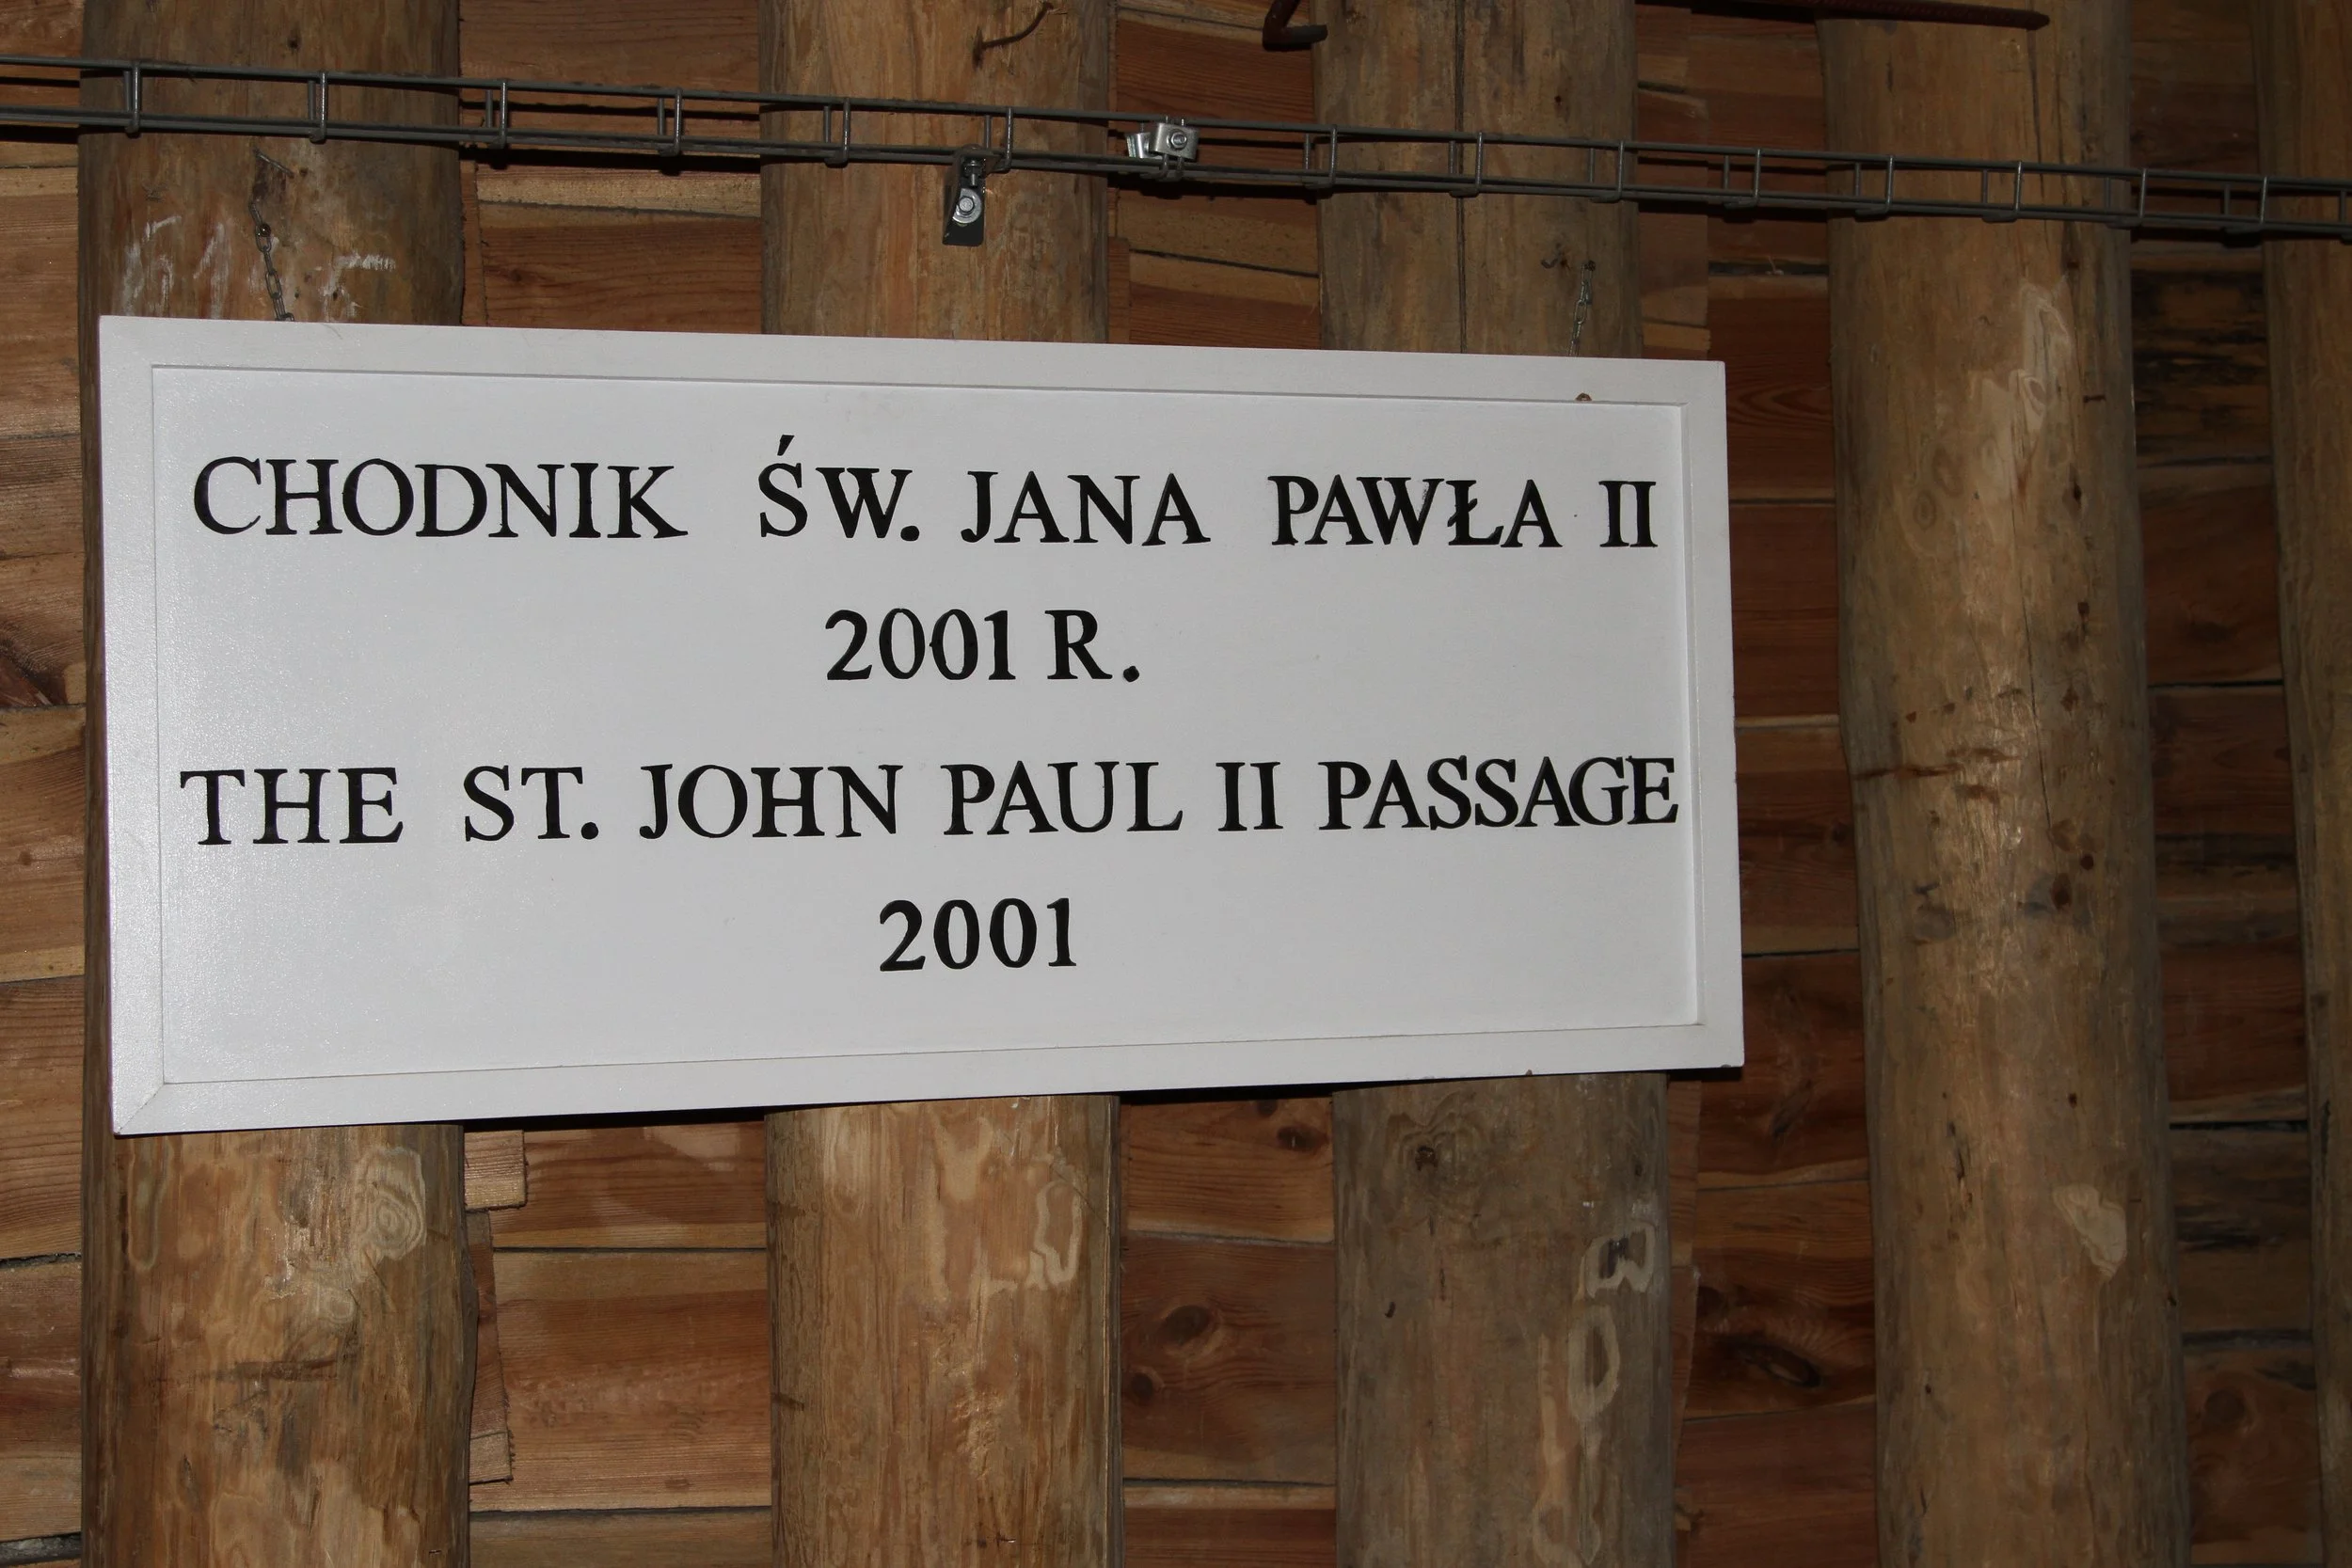 CHODNIK ŚW. JANA PAWŁA II
2001 R.
THE ST. JOHN PAUL II PASSAGE
2001